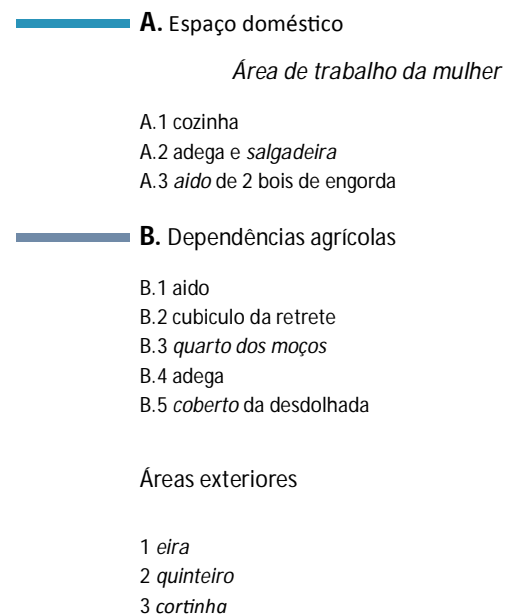 A. Espaço doméstico
Área de trabalho da mulher
A.1 cozinha
A.2 adega e salgadeira
A.3 aido de 2 bois de engorda
B. Dependências agrícolas
B.1 aido
B.2 cubiculo da retrete
B.3 quarto dos moços
B.4 adega
B.5 coberto da desdolhada
Áreas exteriores
1 eira
2 quinteiro
3 cortinha